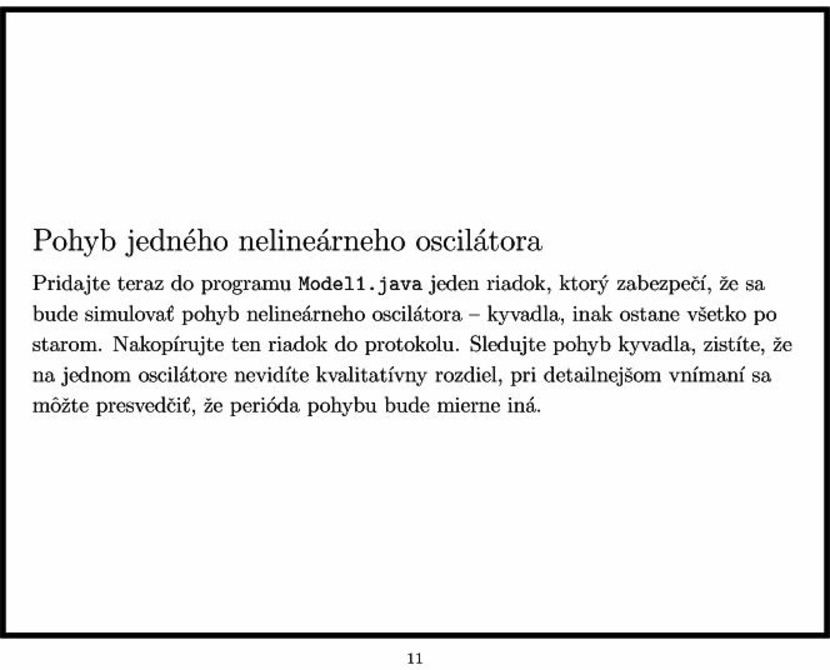 Pohyb jedného nelineárneho oscilátora
Pridajte teraz do programu Model1.java jeden riadok, ktorý zabezpečí, že sa
bude simulovať pohyb nelineárneho oscilátora – kyvadla, inak ostane všetko po
starom. Nakopírujte ten riadok do protokolu. Sledujte pohyb kyvadla, zistíte, že
na jednom oscilátore nevidíte kvalitatívny rozdiel, pri detailnejšom vnímaní sa
môžte presvedčiť, že perióda pohybu bude mierne iná.
11